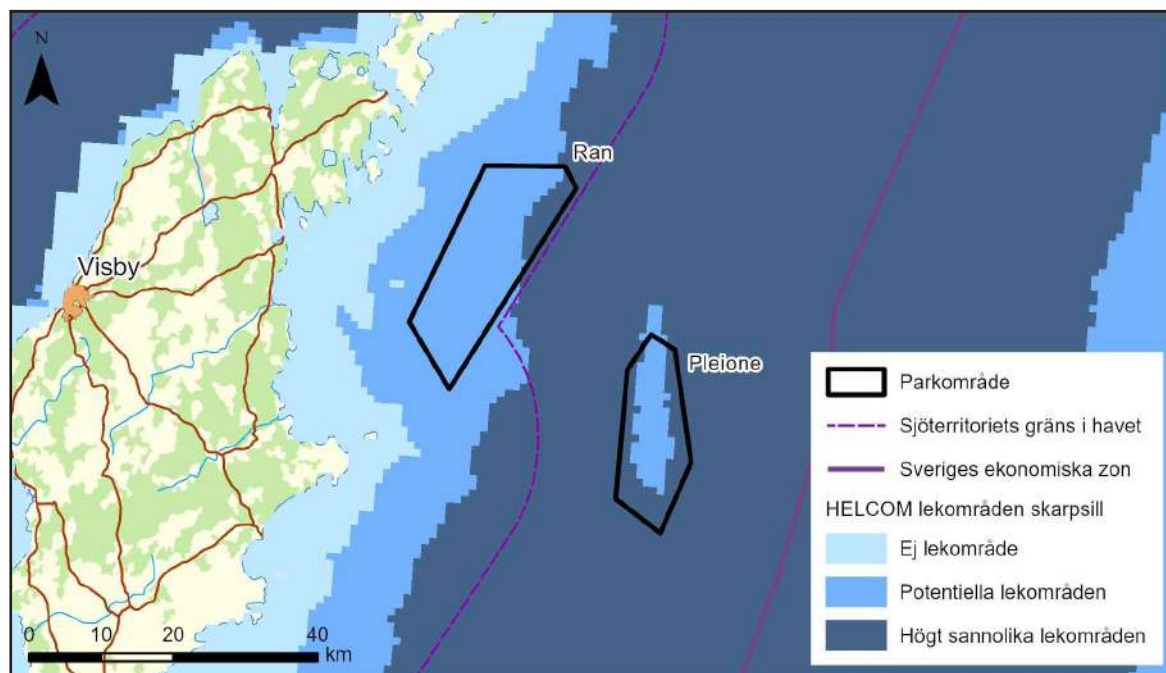 N
Ran
Visby
Pleione
Parkområde
Sjöterritoriets gräns i havet
Sveriges ekonomiska zon
HELCOM lekområden skarpsill
Ej lekområde
Potentiella lekområden
Högt sannolika lekområden
0 10 20 40
km